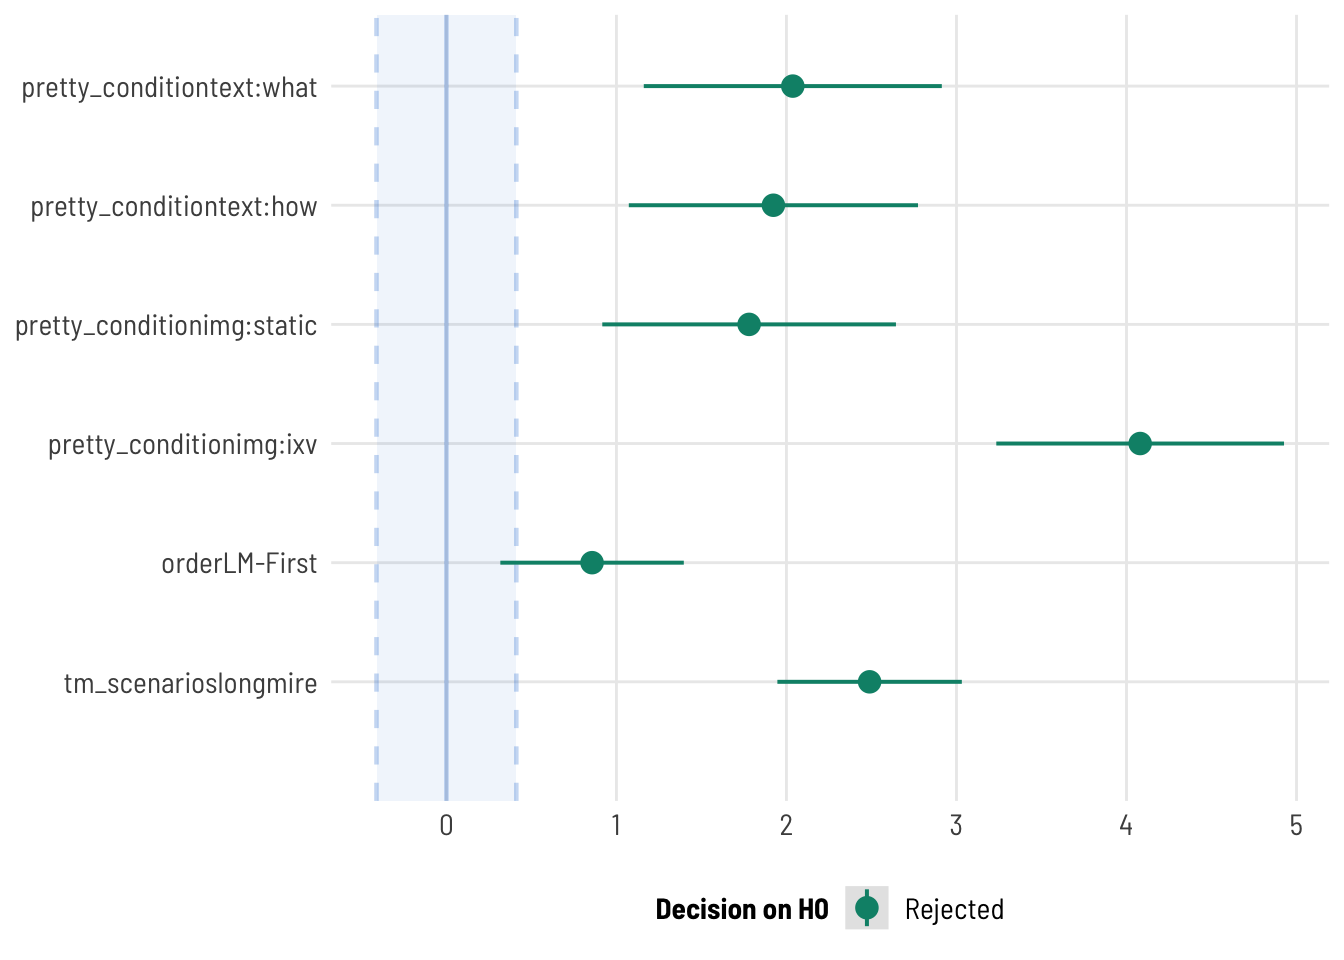 pretty_conditiontext:what
pretty_conditiontext:how
pretty_conditionimg:static
pretty_conditionimg:ixv
orderLM-First
tm_scenarioslongmire
0 1 2 3 4 5
Decision on H0 Rejected